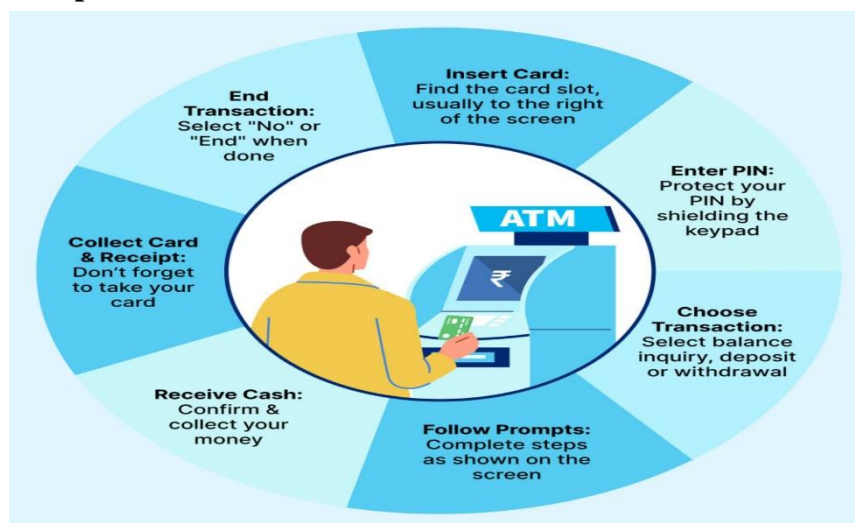 Insert Card:
Find the card slot,
usually to the right
of the screen
Enter PIN:
Protect your
PIN by
shielding the
keypad
Choose
Transaction:
Select balance
inquiry, deposit
or withdrawal
Follow Prompts:
Complete steps
as shown on the
screen
Receive Cash:
Confirm &
collect your
money
Collect Card
& Receipt:
Don't forget
to take your
card
End
Transaction:
Select "No" or
"End" when
done
ATM
₹